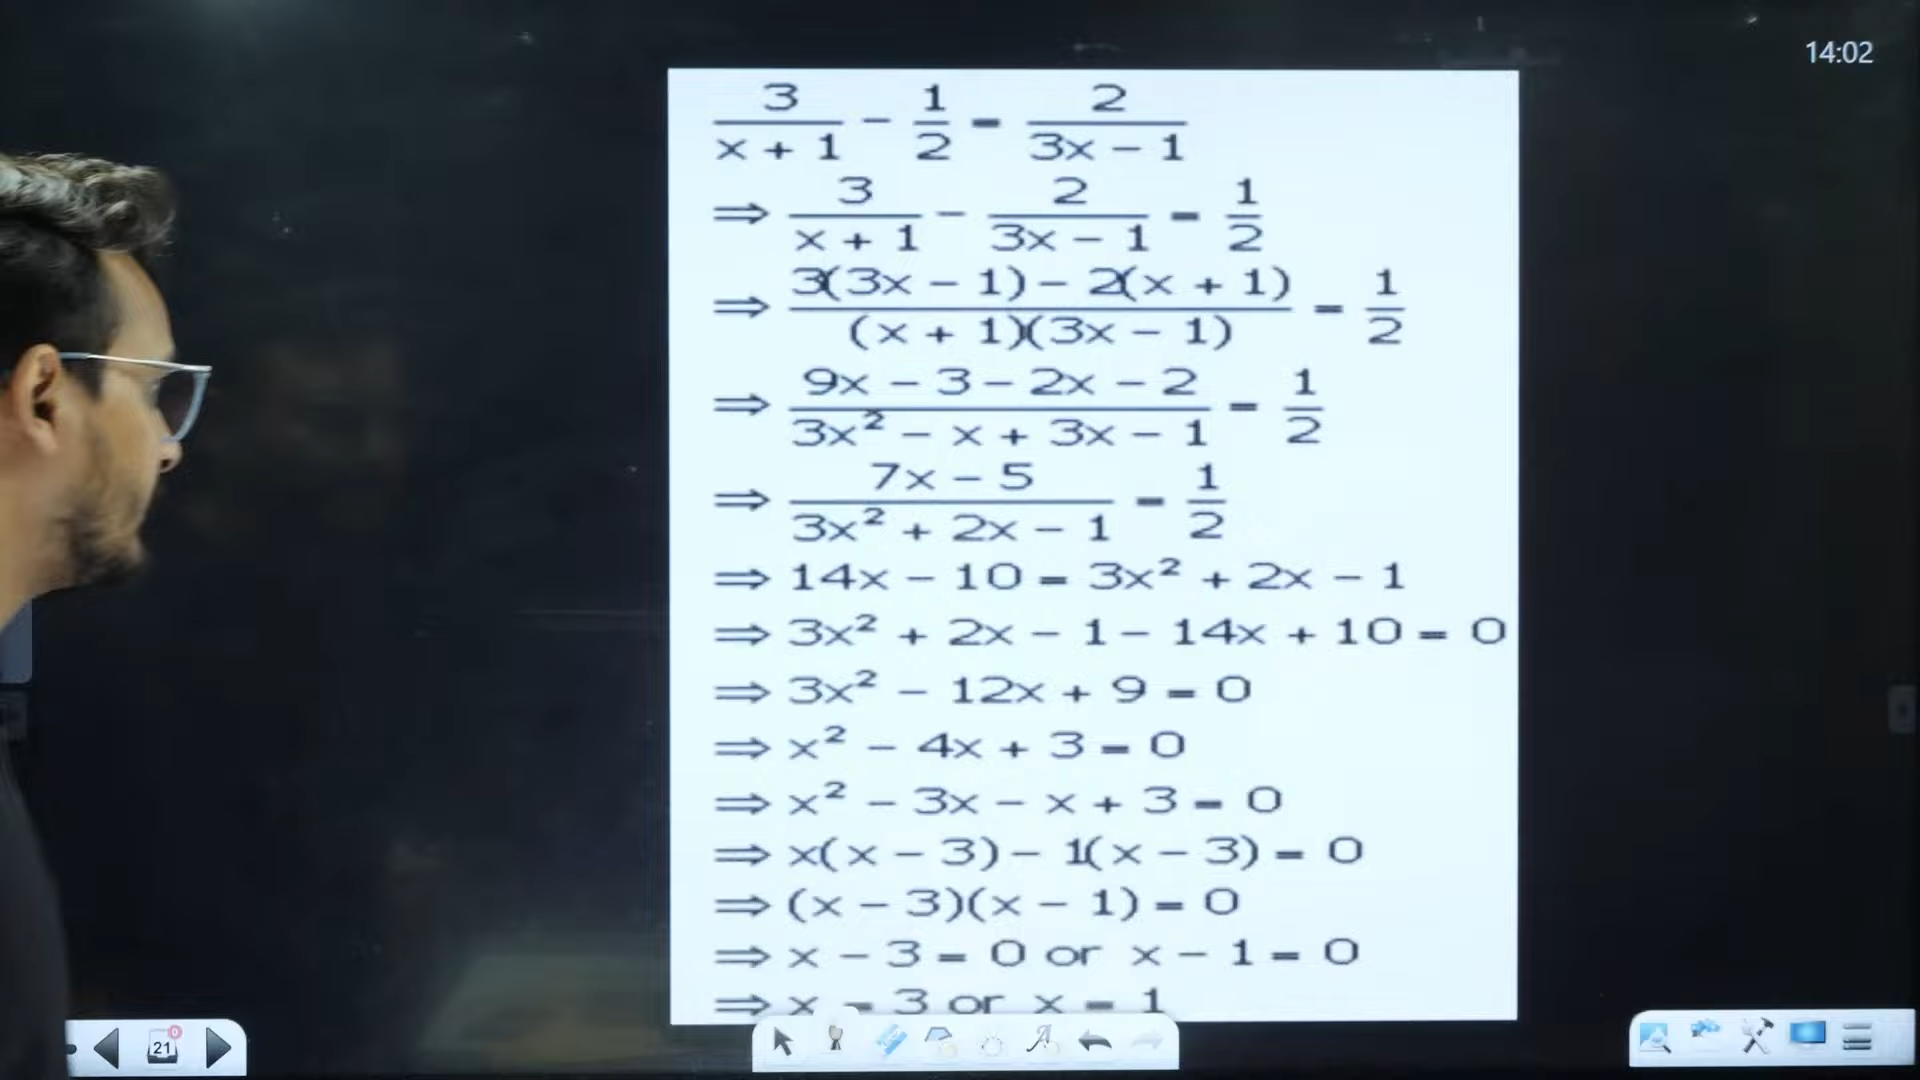 14:02
3/(x + 1) − 1/2 = 2/(3x − 1)
⇒ 3/(x + 1) − 2/(3x − 1) = 1/2
⇒ (3(3x − 1) − 2(x + 1))/((x + 1)(3x − 1)) = 1/2
⇒ (9x − 3 − 2x − 2)/(3x² − x + 3x − 1) = 1/2
⇒ (7x − 5)/(3x² + 2x − 1) = 1/2
⇒ 14x − 10 = 3x² + 2x − 1
⇒ 3x² + 2x − 1 − 14x + 10 = 0
⇒ 3x² − 12x + 9 = 0
⇒ x² − 4x + 3 = 0
⇒ x² − 3x − x + 3 = 0
⇒ x(x − 3) − 1(x − 3) = 0
⇒ (x − 3)(x − 1) = 0
⇒ x − 3 = 0 or x − 1 = 0
⇒ x = 3 or x = 1
21
0